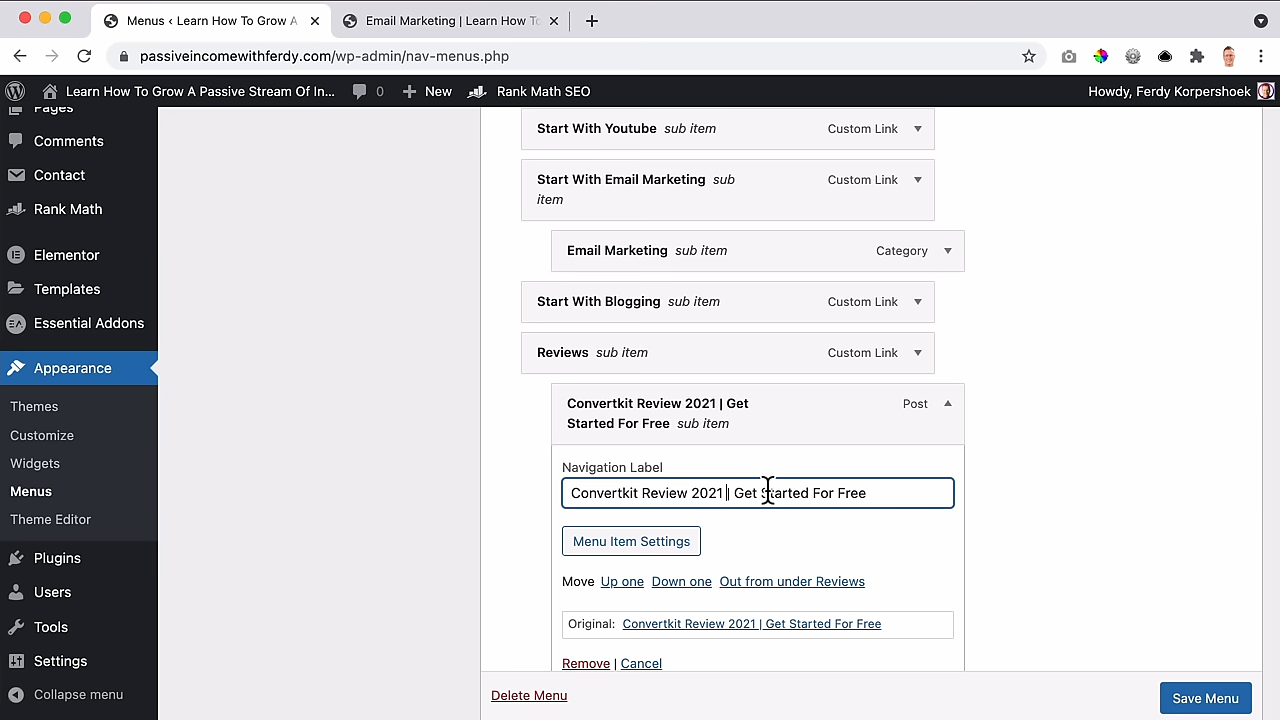 Menus ‹ Learn How To Grow A
Email Marketing | Learn How To
passiveincomewithferdy.com/wp-admin/nav-menus.php
Learn How To Grow A Passive Stream Of In...
0
New
Rank Math SEO
Howdy, Ferdy Korpershoek
Pages
Comments
Contact
Rank Math
Elementor
Templates
Essential Addons
Appearance
Themes
Customize
Widgets
Menus
Theme Editor
Plugins
Users
Tools
Settings
Collapse menu
Start With Youtube sub item Custom Link
Start With Email Marketing sub
item
Custom Link
Email Marketing sub item Category
Start With Blogging sub item Custom Link
Reviews sub item Custom Link
Convertkit Review 2021 | Get
Started For Free sub item
Post
Navigation Label
Convertkit Review 2021 | Get Started For Free
Menu Item Settings
Move Up one Down one Out from under Reviews
Original: Convertkit Review 2021 | Get Started For Free
Remove | Cancel
Delete Menu
Save Menu